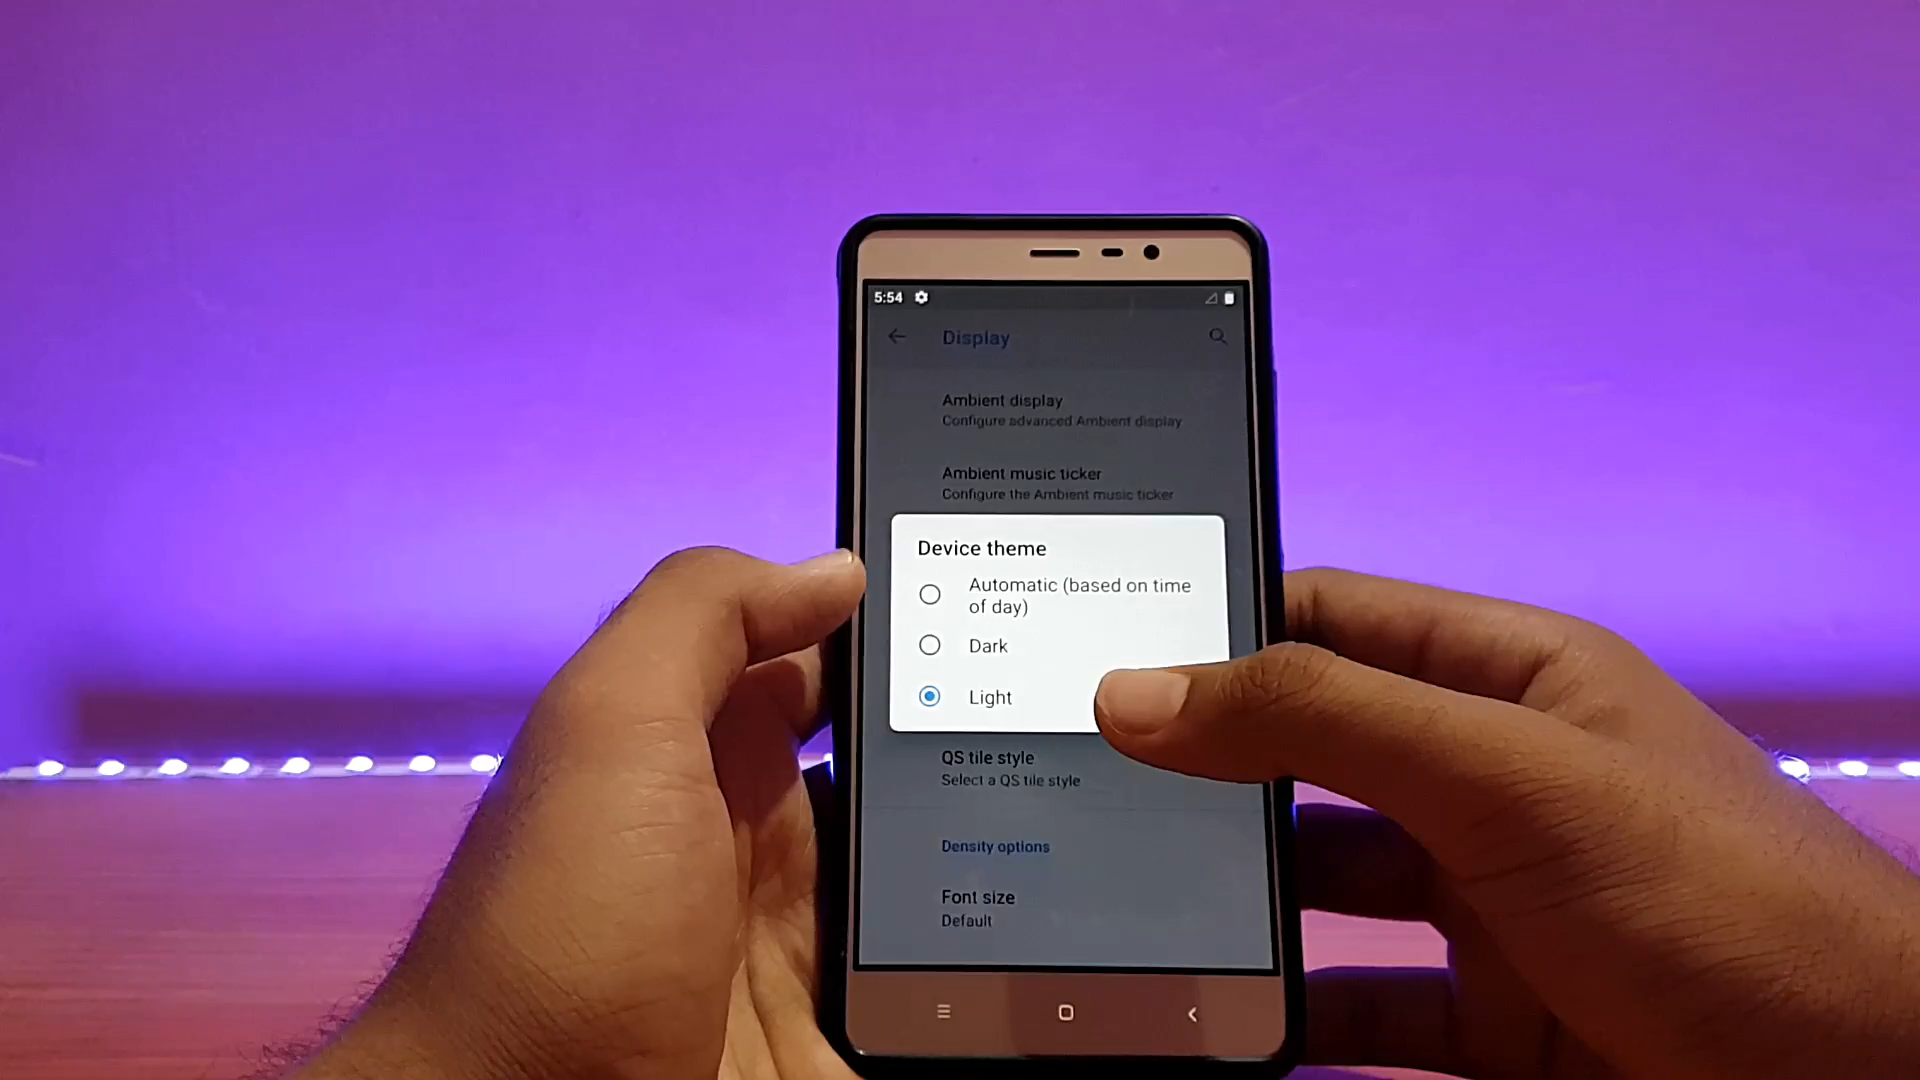 5:54
Display
Ambient display
Configure advanced Ambient display
Ambient music ticker
Configure the Ambient music ticker
Device theme
Automatic (based on time
of day)
Dark
Light
QS tile style
Select a QS tile style
Density options
Font size
Default